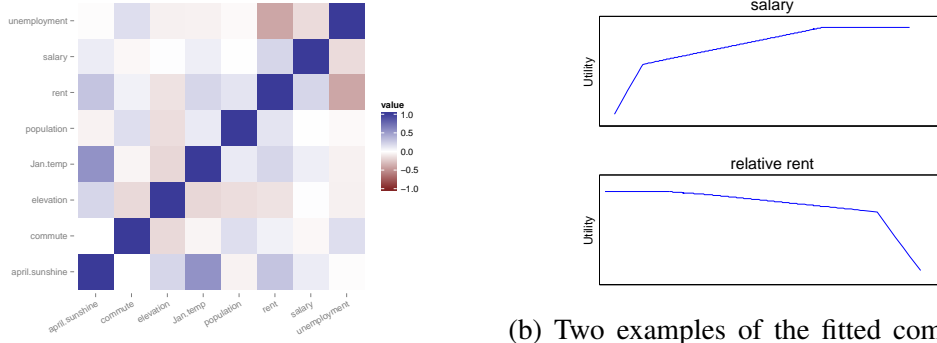 unemployment
salary
rent
population
Jan.temp
elevation
commute
april.sunshine
april.sunshine
commute
elevation
Jan.temp
population
rent
salary
unemployment
value
1.0
0.5
0.0
−0.5
−1.0
salary
Utility
relative rent
Utility
(b) Two examples of the fitted com